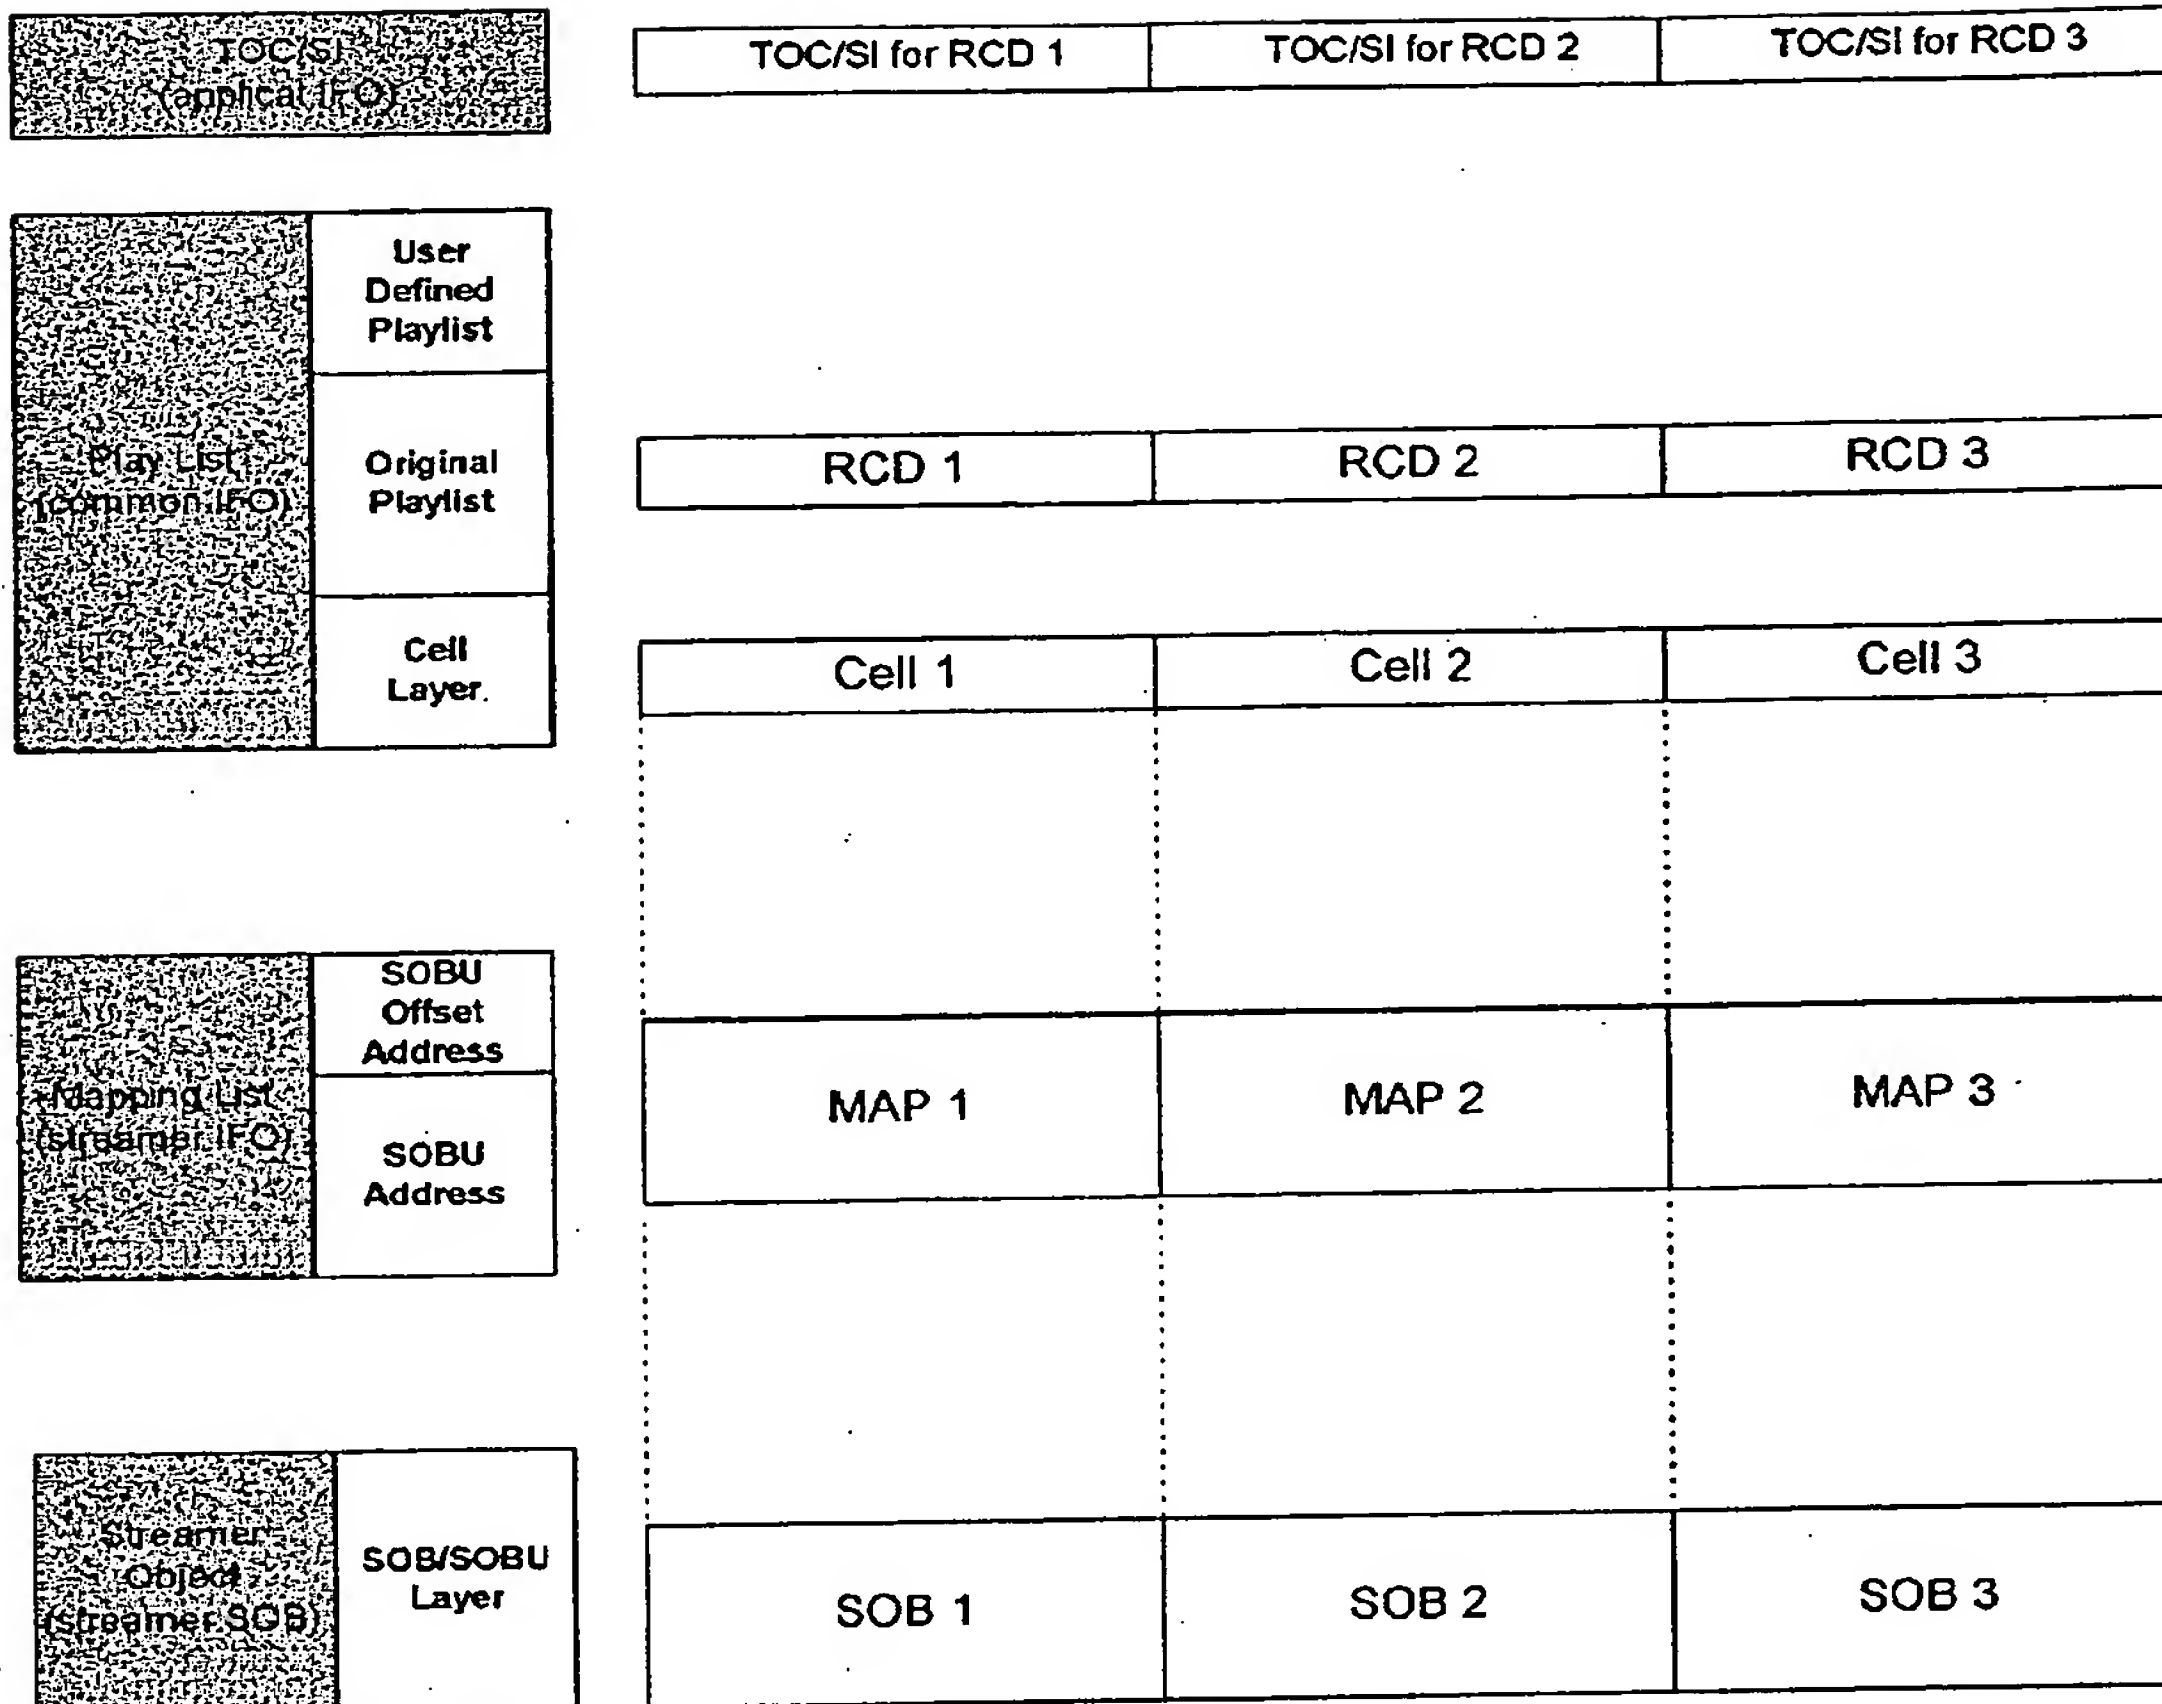 TOC/SI
(applicat.IFO)
TOC/SI for RCD 1
TOC/SI for RCD 2
TOC/SI for RCD 3
User
Defined
Playlist
Play List
(common IFO)
Original
Playlist
RCD 1
RCD 2
RCD 3
Cell
Layer.
Cell 1
Cell 2
Cell 3
SOBU
Offset
Address
Mapping List
(streamer IFO)
SOBU
Address
MAP 1
MAP 2
MAP 3
Streamer
Object
(streamer SOB)
SOB/SOBU
Layer
SOB 1
SOB 2
SOB 3